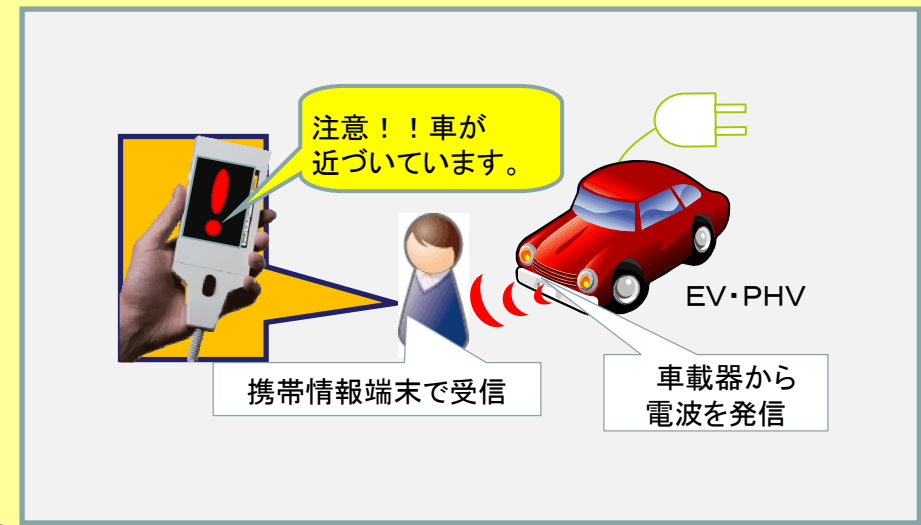 注意！！車が
近づいています。
EV・PHV
携帯情報端末で受信
車載器から
電波を発信